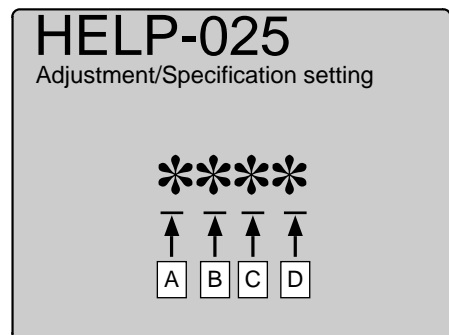 HELP-025
Adjustment/Specification setting
✻✻✻✻
A B C D